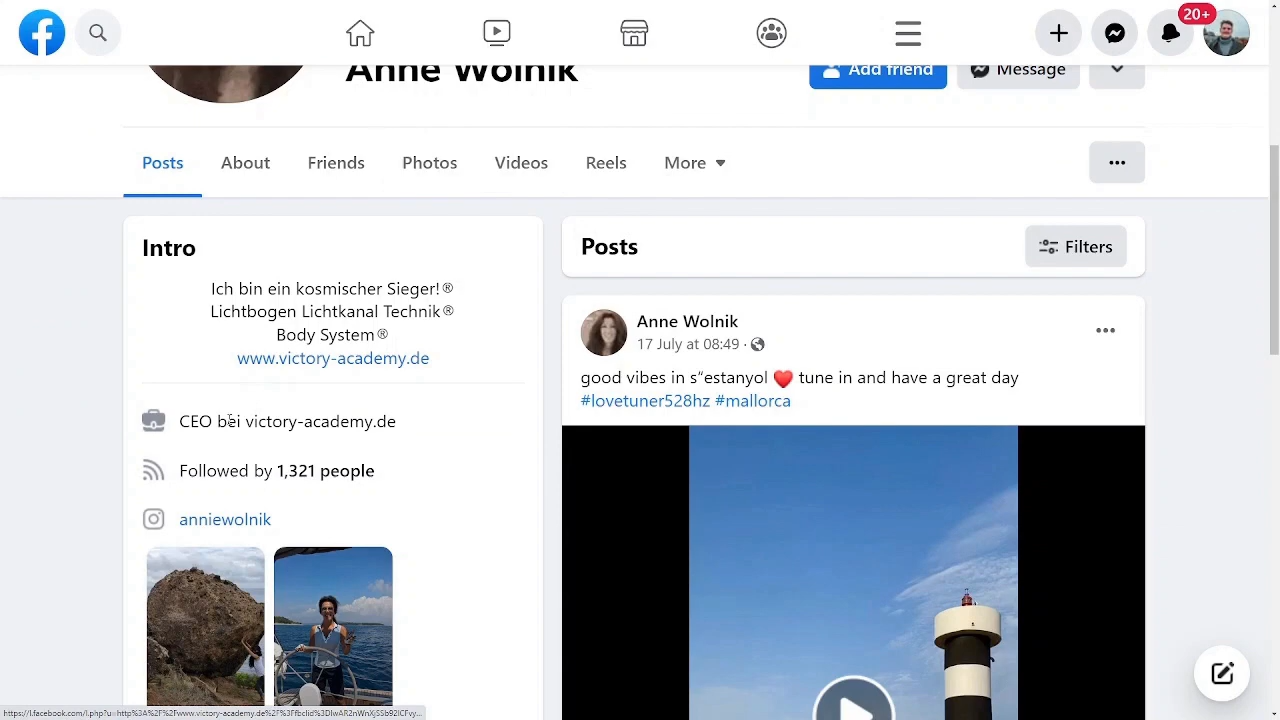 20+
Anne Wolnik
Add friend
Message
Posts
About
Friends
Photos
Videos
Reels
More
Intro
Ich bin ein kosmischer Sieger!®
Lichtbogen Lichtkanal Technik®
Body System®
www.victory-academy.de
CEO bei victory-academy.de
Followed by 1,321 people
anniewolnik
Posts
Filters
Anne Wolnik
17 July at 08:49 ·
good vibes in s“estanyol ❤️ tune in and have a great day
#lovetuner528hz #mallorca